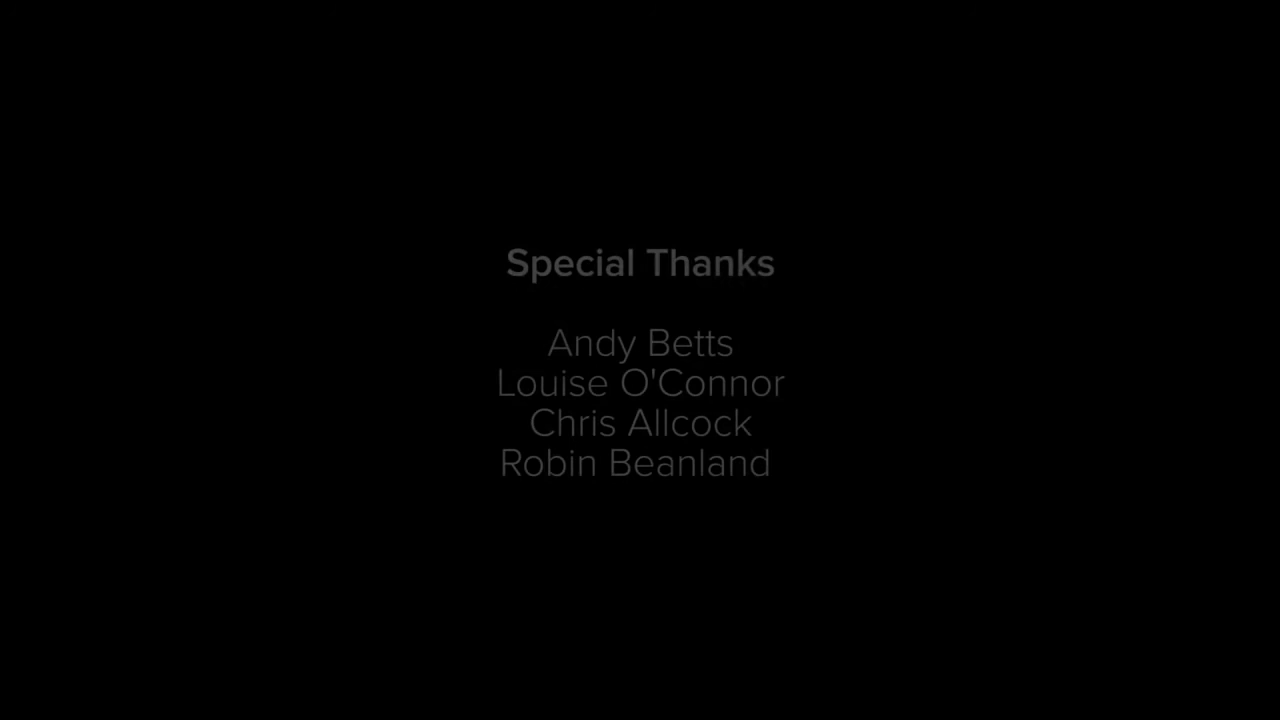 Special Thanks
Andy Betts
Louise O'Connor
Chris Allcock
Robin Beanland